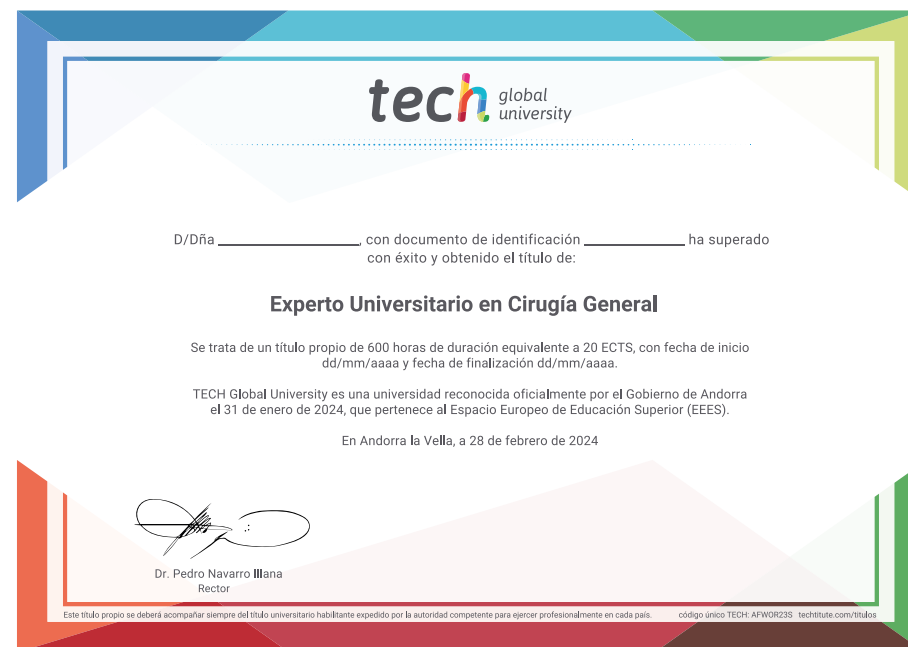 tech global university
D/Dña ____________________, con documento de identificación ______________ ha superado
con éxito y obtenido el título de:
Experto Universitario en Cirugía General
Se trata de un título propio de 600 horas de duración equivalente a 20 ECTS, con fecha de inicio
dd/mm/aaaa y fecha de finalización dd/mm/aaaa.
TECH Global University es una universidad reconocida oficialmente por el Gobierno de Andorra
el 31 de enero de 2024, que pertenece al Espacio Europeo de Educación Superior (EEES).
En Andorra la Vella, a 28 de febrero de 2024
Dr. Pedro Navarro Illana
Rector
Este título propio se deberá acompañar siempre del título universitario habilitante expedido por la autoridad competente para ejercer profesionalmente en cada país. código único TECH: AFWOR23S techtitute.com/titulos